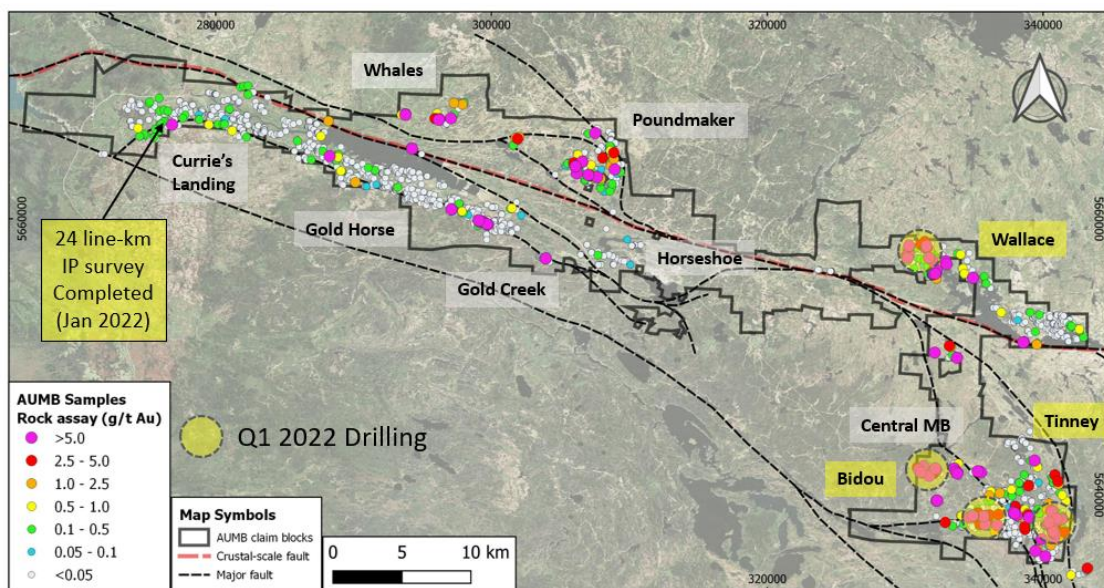 280000
300000
320000
340000
Whales
Poundmaker
Currie's
Landing
5660000
5660000
Gold Horse
Horseshoe
Wallace
Gold Creek
24 line-km
IP survey
Completed
(Jan 2022)
AUMB Samples
Rock assay (g/t Au)
>5.0
2.5 - 5.0
1.0 - 2.5
0.5 - 1.0
0.1 - 0.5
0.05 - 0.1
<0.05
Q1 2022 Drilling
Central MB
Tinney
Bidou
5640000
Map Symbols
AUMB claim blocks
Crustal-scale fault
Major fault
0 5 10 km
320000
340000